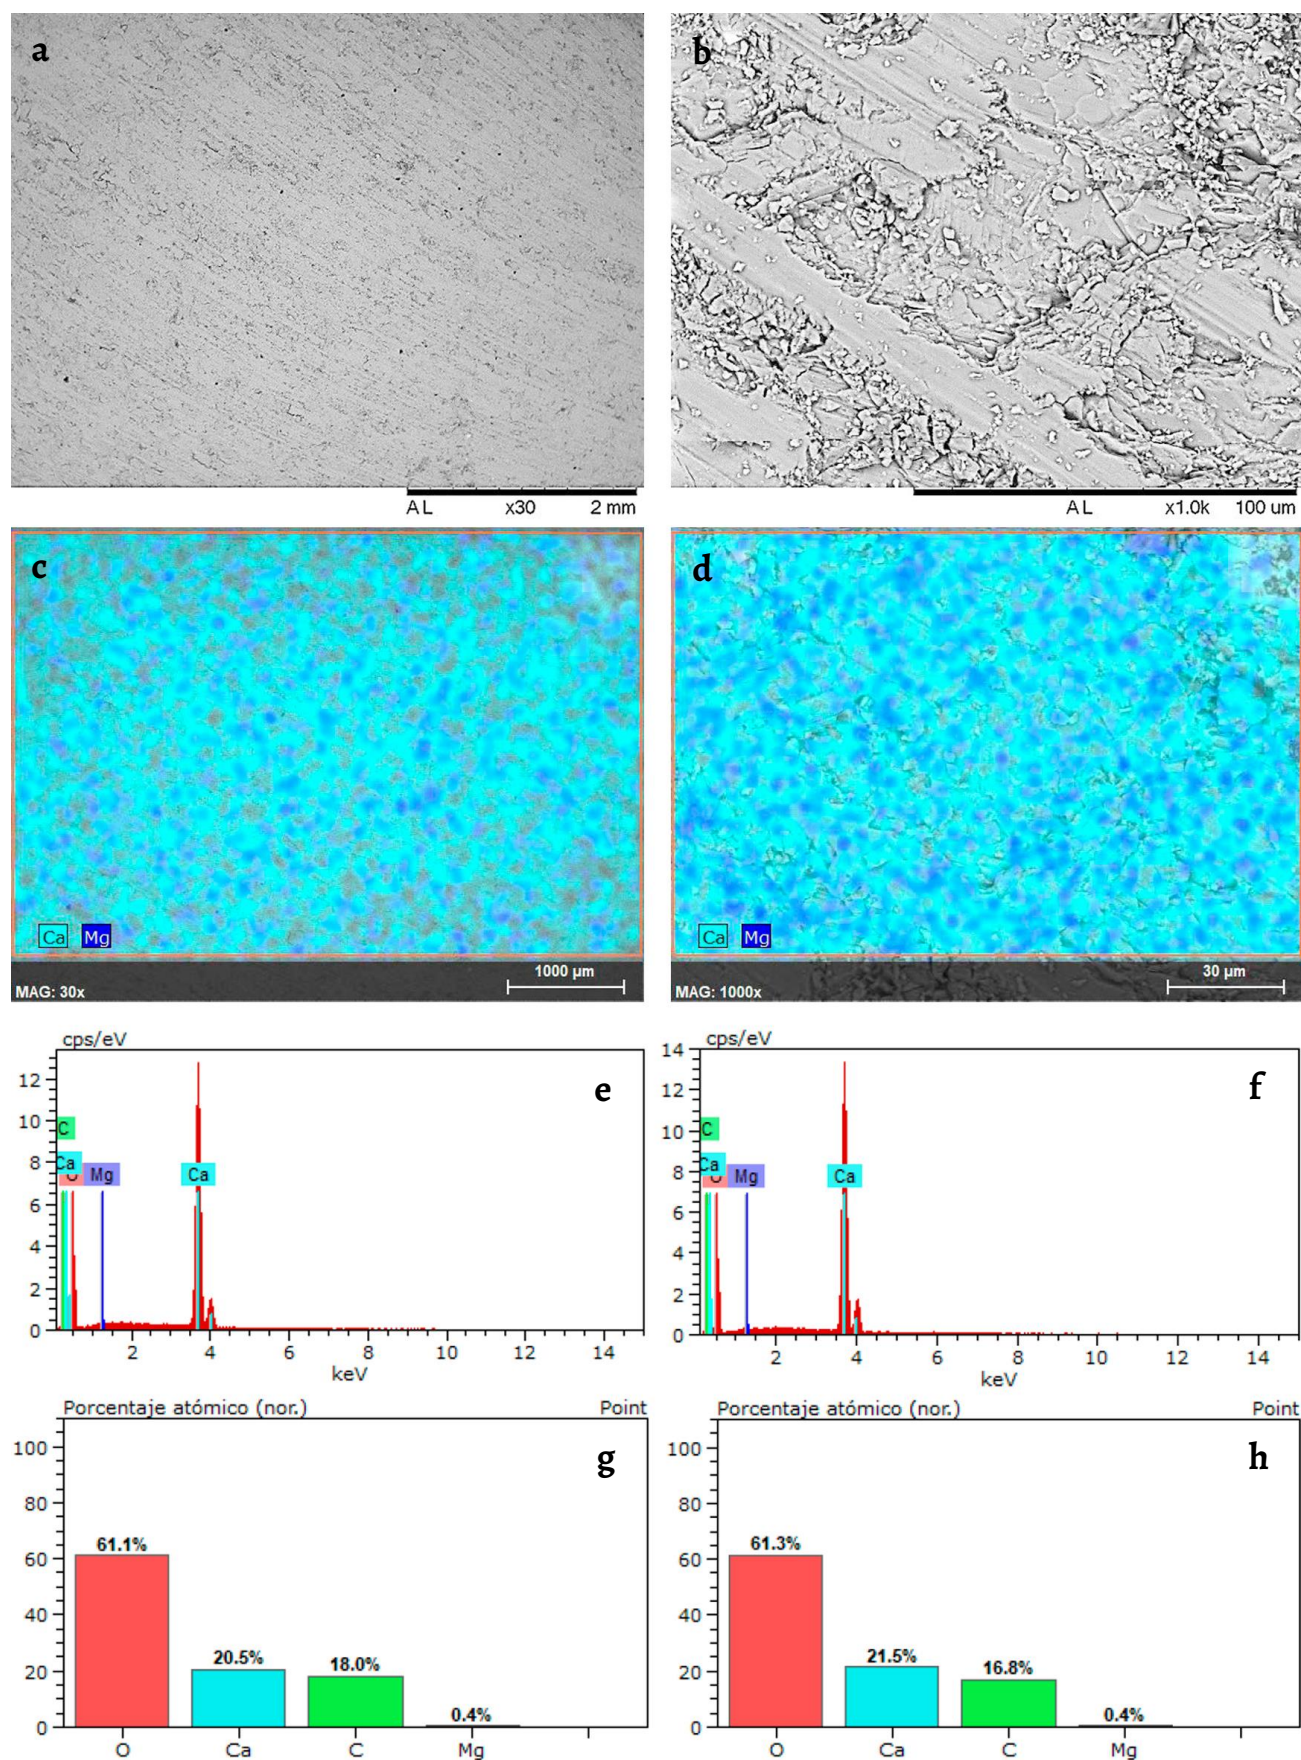 a
b
A L x30 2 mm
A L x1.0k 100 um
c
d
Ca Mg
Ca Mg
1000 µm
30 µm
MAG: 30x
MAG: 1000x
cps/eV
cps/eV
e
f
12
10
8
6
4
2
0
C
Ca
O
Mg
Ca
2 4 6 8 10 12 14
keV
14
12
10
8
6
4
2
0
C
Ca
O
Mg
Ca
2 4 6 8 10 12 14
keV
Porcentaje atómico (nor.) Point
g
100
80
60
40
20
0
61.1%
20.5%
18.0%
0.4%
O Ca C Mg
Porcentaje atómico (nor.) Point
h
100
80
60
40
20
0
61.3%
21.5%
16.8%
0.4%
O Ca C Mg